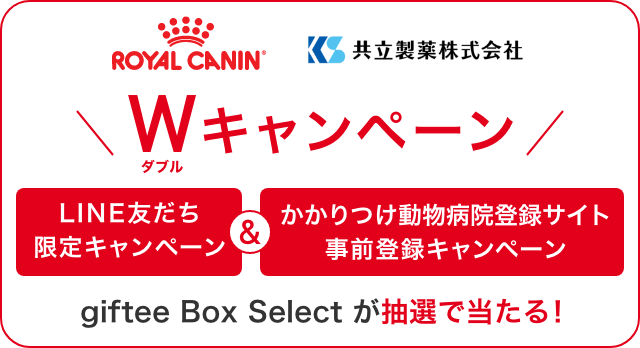 ROYAL CANIN®
KS 共立製薬株式会社
Wキャンペーン
ダブル
LINE友だち
限定キャンペーン
&
かかりつけ動物病院登録サイト
事前登録キャンペーン
giftee Box Select が抽選で当たる!